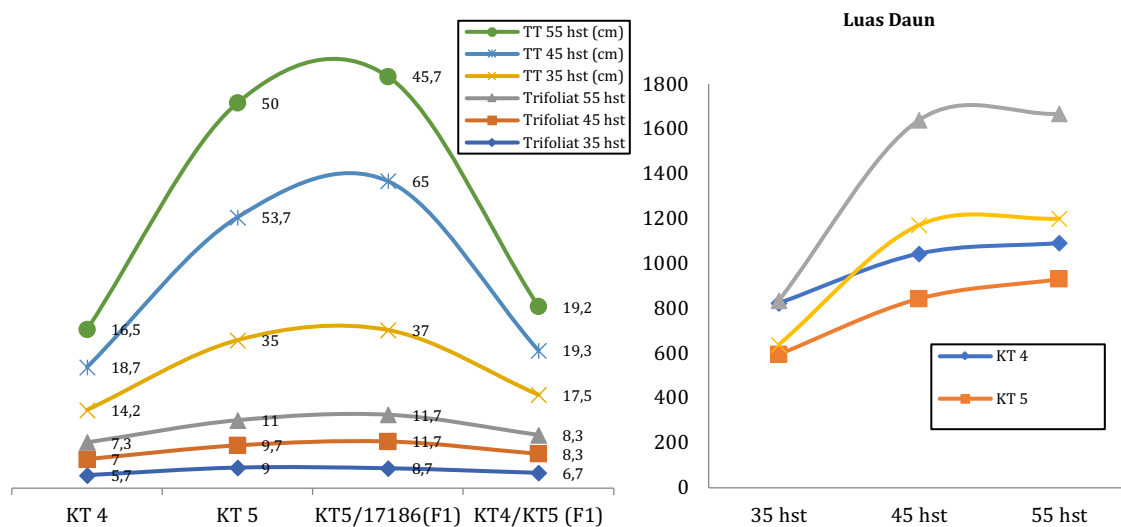 TT 55 hst (cm)
TT 45 hst (cm)
TT 35 hst (cm)
Trifoliat 55 hst
Trifoliat 45 hst
Trifoliat 35 hst
16,5
50
45,7
19,2
18,7
53,7
65
19,3
14,2
35
37
17,5
7,3
11
11,7
8,3
7
9,7
11,7
8,3
5,7
9
8,7
6,7
KT 4
KT 5
KT5/17186(F1)
KT4/KT5 (F1)
Luas Daun
1800
1600
1400
1200
1000
800
600
400
200
0
KT 4
KT 5
35 hst
45 hst
55 hst